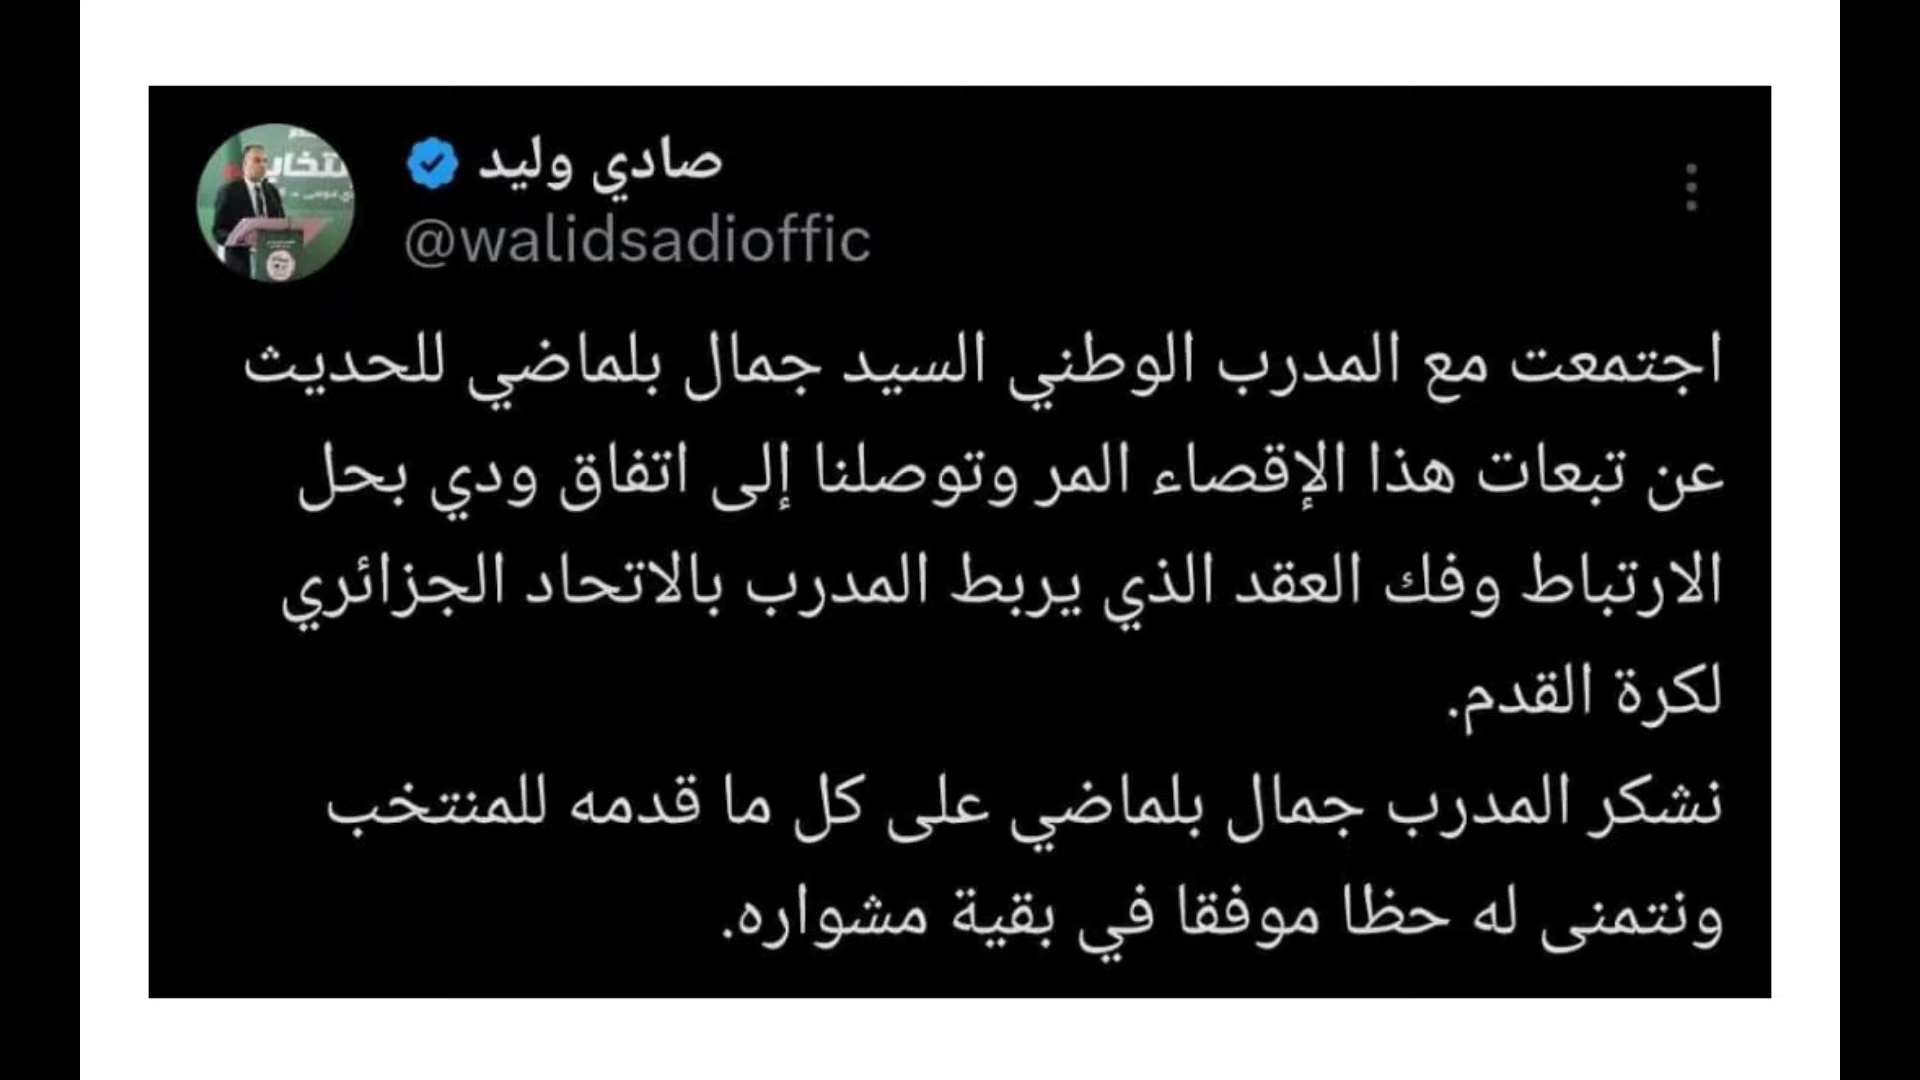 صادي وليد
@walidsadioffic
اجتمعت مع المدرب الوطني السيد جمال بلماضي للحديث
عن تبعات هذا الإقصاء المر وتوصلنا إلى اتفاق ودي بحل
الارتباط وفك العقد الذي يربط المدرب بالاتحاد الجزائري
لكرة القدم.
نشكر المدرب جمال بلماضي على كل ما قدمه للمنتخب
ونتمنى له حظا موفقا في بقية مشواره.